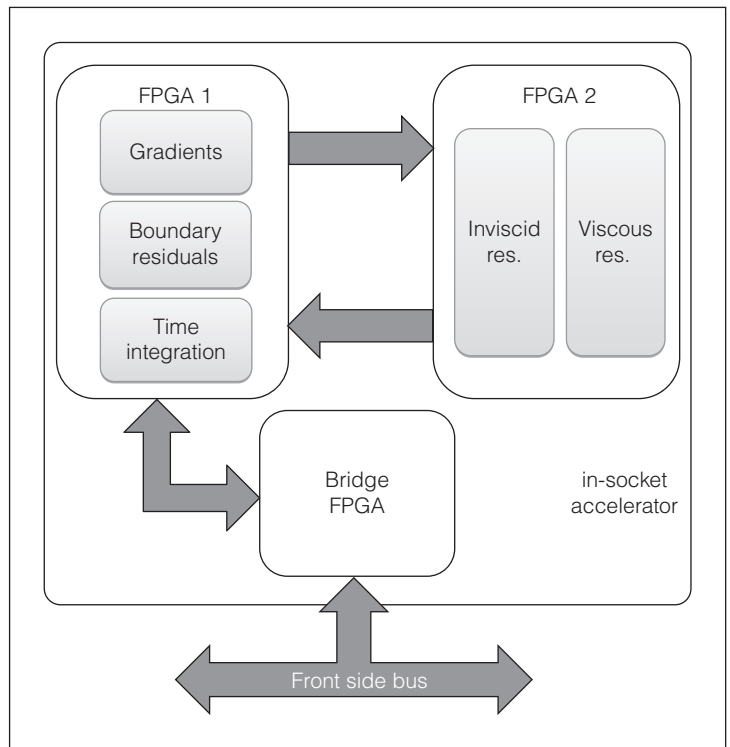 FPGA 1
Gradients
Boundary
residuals
Time
integration
FPGA 2
Inviscid
res.
Viscous
res.
Bridge
FPGA
in-socket
accelerator
Front side bus